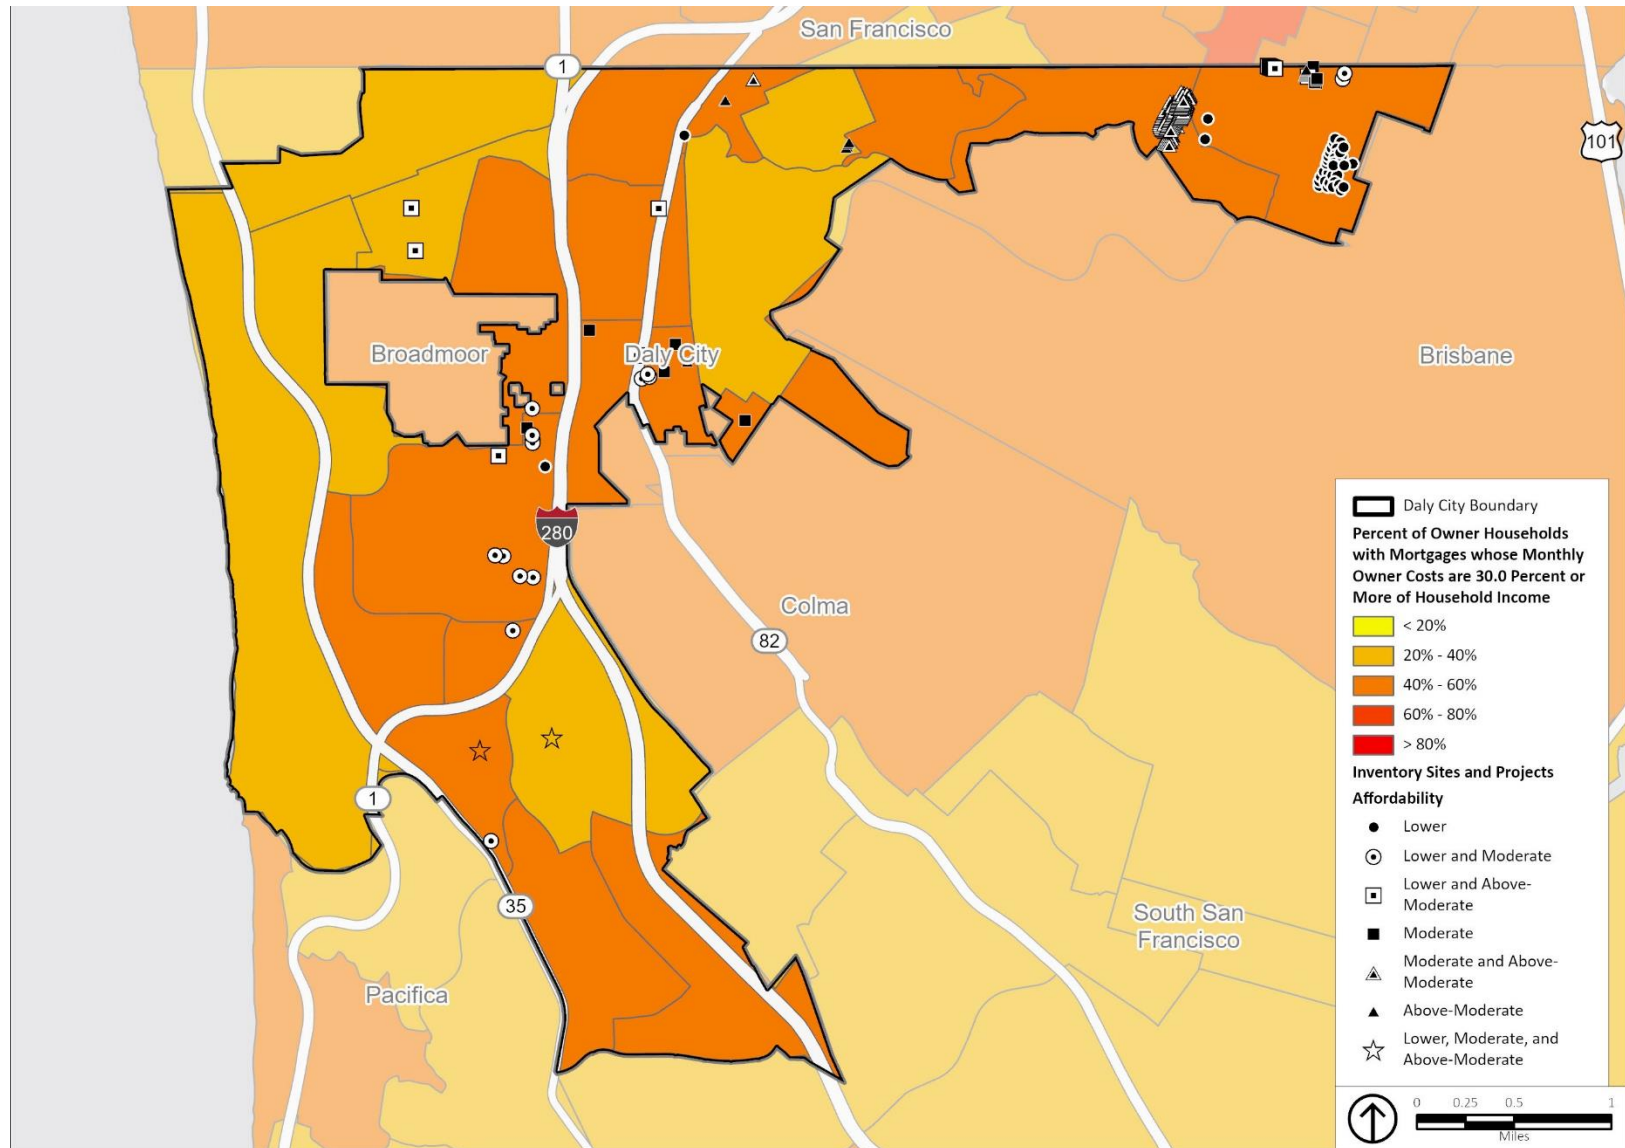 San Francisco
1
101
Broadmoor
Daly City
Brisbane
280
Colma
82
1
35
South San
Francisco
Pacifica
Daly City Boundary
Percent of Owner Households
with Mortgages whose Monthly
Owner Costs are 30.0 Percent or
More of Household Income
< 20%
20% - 40%
40% - 60%
60% - 80%
> 80%
Inventory Sites and Projects
Affordability
Lower
Lower and Moderate
Lower and Above-
Moderate
Moderate
Moderate and Above-
Moderate
Above-Moderate
Lower, Moderate, and
Above-Moderate
0 0.25 0.5 1
Miles